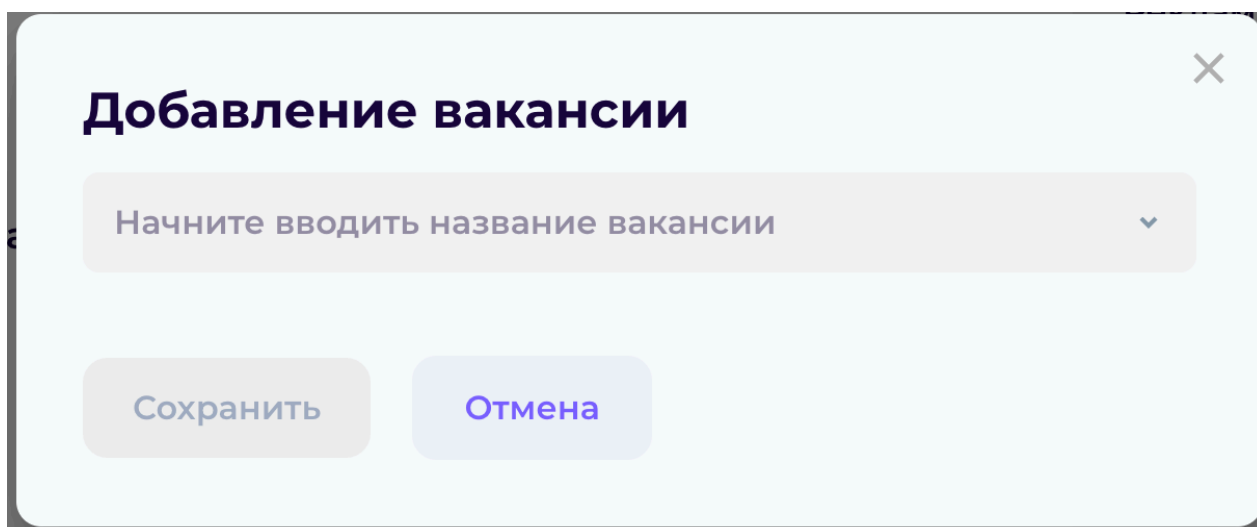 Добавление вакансии
Начните вводить название вакансии
Сохранить
Отмена